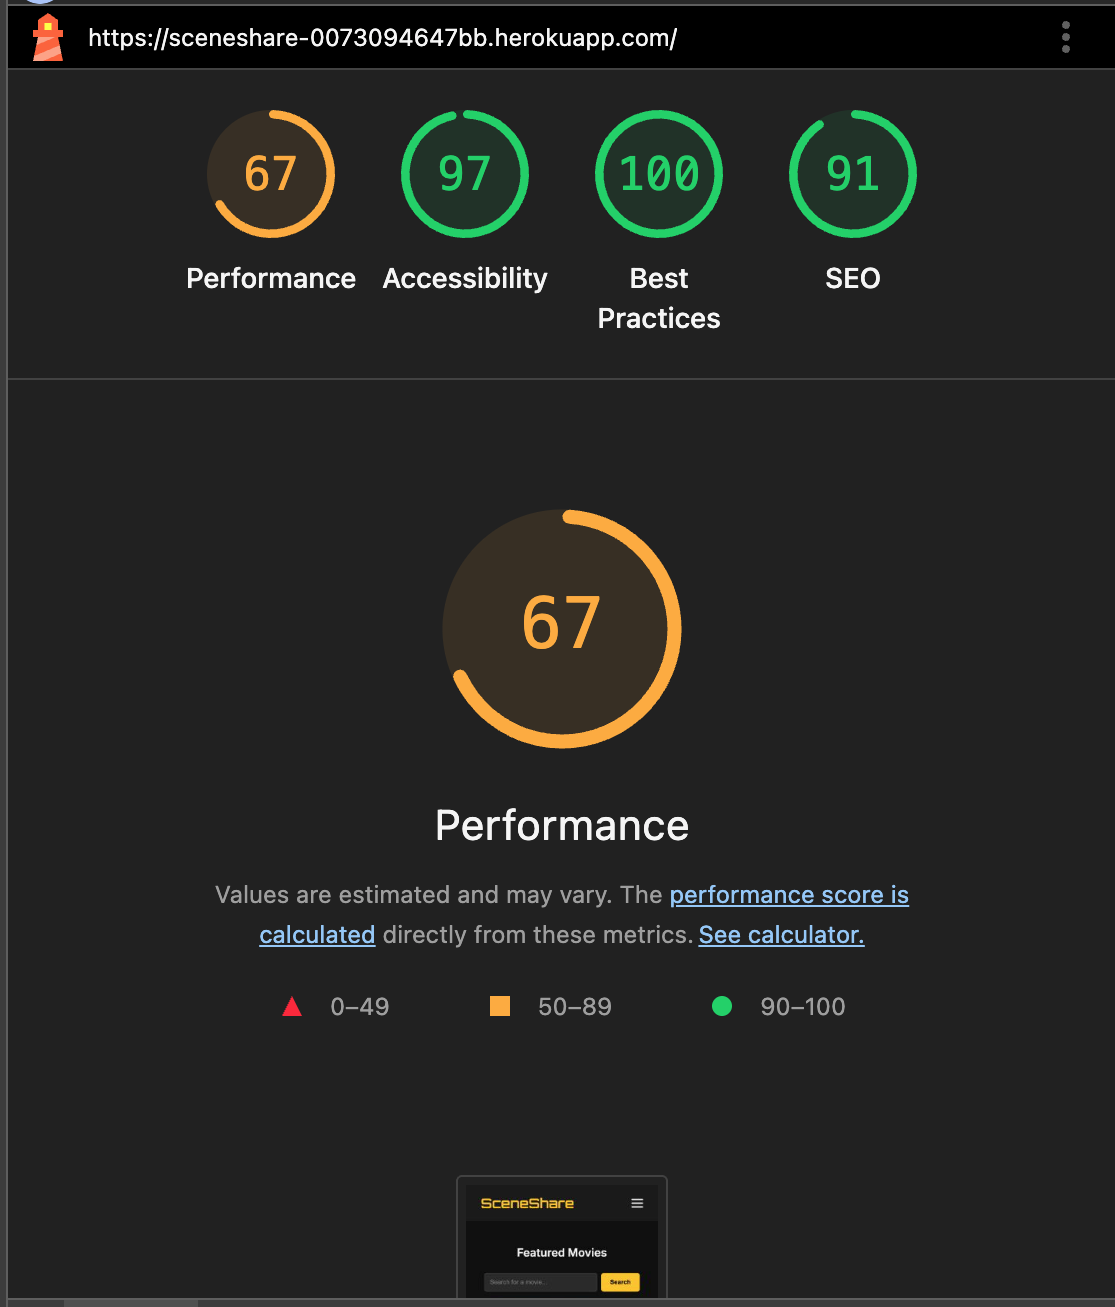 https://sceneshare-0073094647bb.herokuapp.com/
67 97 100 91
Performance Accessibility Best Practices SEO
67
Performance
Values are estimated and may vary. The performance score is
calculated directly from these metrics. See calculator.
0–49 50–89 90–100
SceneShare
Featured Movies
Search for a movie... Search